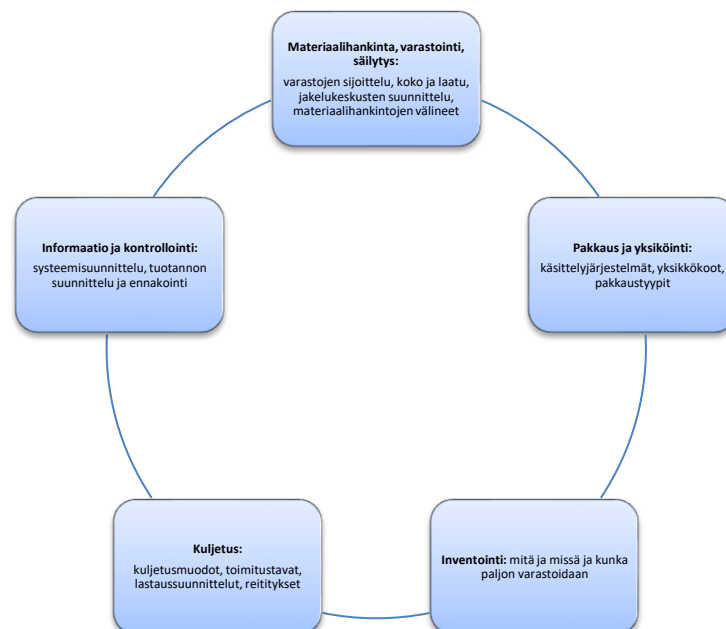 Materiaalihankinta, varastointi,
säilytys:
varastojen sijoittelu, koko ja laatu,
jakelukeskusten suunnittelu,
materiaalihankintojen välineet
Pakkaus ja yksiköinti:
käsittelyjärjestelmät, yksikkökoot,
pakkaustyypit
Inventointi: mitä ja missä ja kunka
paljon varastoidaan
Kuljetus:
kuljetusmuodot, toimitustavat,
lastaussuunnittelut, reititykset
Informaatio ja kontrollointi:
systeemisuunnittelu, tuotannon
suunnittelu ja ennakointi